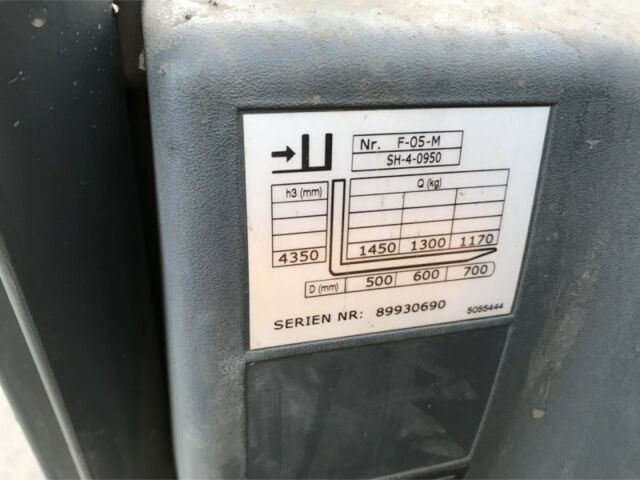 Nr. F-05-M
SH-4-0950
h3 (mm) Q (kg)
4350 1450 1300 1170
D (mm) 500 600 700
SERIEN NR: 89930690 5055444